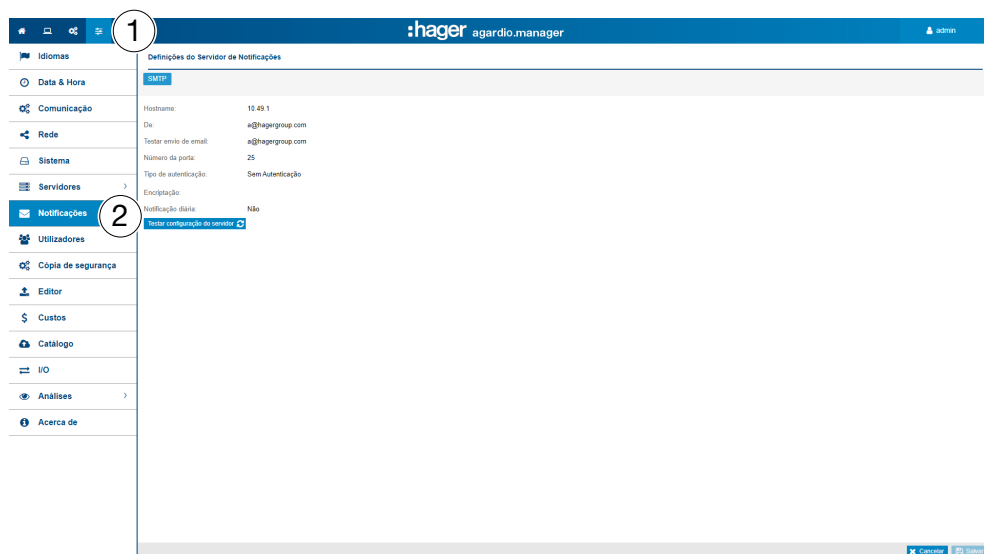 1
:hager agardio.manager
admin
Idiomas
Data & Hora
Comunicação
Rede
Sistema
Servidores
Notificações
2
Utilizadores
Cópia de segurança
Editor
Custos
Catálogo
I/O
Análises
Acerca de
Definições do Servidor de Notificações
SMTP
Hostname: 10.49.1
De: a@hagergroup.com
Testar envio de email: a@hagergroup.com
Número da porta: 25
Tipo de autenticação: Sem Autenticação
Encriptação:
Notificação diária: Não
Testar configuração do servidor
Cancelar Salvar